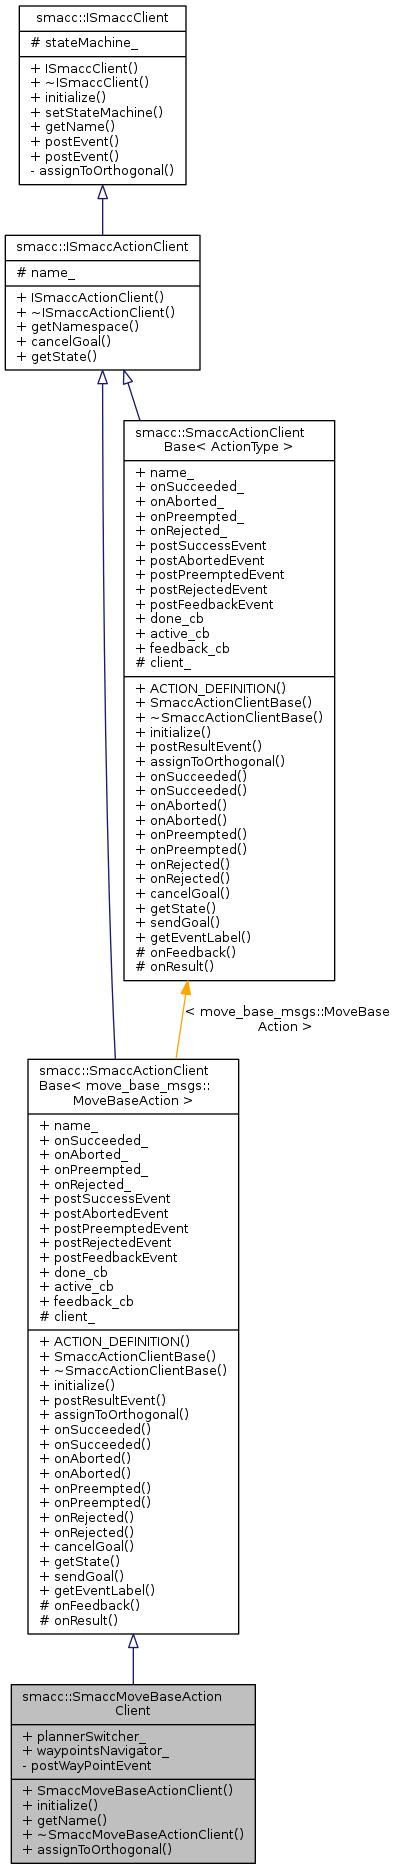 smacc::ISmaccClient
# stateMachine_
+ ISmaccClient()
+ ~ISmaccClient()
+ initialize()
+ setStateMachine()
+ getName()
+ postEvent()
+ postEvent()
- assignToOrthogonal()
smacc::ISmaccActionClient
# name_
+ ISmaccActionClient()
+ ~ISmaccActionClient()
+ getNamespace()
+ cancelGoal()
+ getState()
smacc::SmaccActionClient
Base< ActionType >
+ name_
+ onSucceeded_
+ onAborted_
+ onPreempted_
+ onRejected_
+ postSuccessEvent
+ postAbortedEvent
+ postPreemptedEvent
+ postRejectedEvent
+ postFeedbackEvent
+ done_cb
+ active_cb
+ feedback_cb
# client_
+ ACTION_DEFINITION()
+ SmaccActionClientBase()
+ ~SmaccActionClientBase()
+ initialize()
+ postResultEvent()
+ assignToOrthogonal()
+ onSucceeded()
+ onSucceeded()
+ onAborted()
+ onAborted()
+ onPreempted()
+ onPreempted()
+ onRejected()
+ onRejected()
+ cancelGoal()
+ getState()
+ sendGoal()
+ getEventLabel()
# onFeedback()
# onResult()
< move_base_msgs::MoveBase
Action >
smacc::SmaccActionClient
Base< move_base_msgs::
MoveBaseAction >
+ name_
+ onSucceeded_
+ onAborted_
+ onPreempted_
+ onRejected_
+ postSuccessEvent
+ postAbortedEvent
+ postPreemptedEvent
+ postRejectedEvent
+ postFeedbackEvent
+ done_cb
+ active_cb
+ feedback_cb
# client_
+ ACTION_DEFINITION()
+ SmaccActionClientBase()
+ ~SmaccActionClientBase()
+ initialize()
+ postResultEvent()
+ assignToOrthogonal()
+ onSucceeded()
+ onSucceeded()
+ onAborted()
+ onAborted()
+ onPreempted()
+ onPreempted()
+ onRejected()
+ onRejected()
+ cancelGoal()
+ getState()
+ sendGoal()
+ getEventLabel()
# onFeedback()
# onResult()
smacc::SmaccMoveBaseAction
Client
+ plannerSwitcher_
+ waypointsNavigator_
- postWayPointEvent
+ SmaccMoveBaseActionClient()
+ initialize()
+ getName()
+ ~SmaccMoveBaseActionClient()
+ assignToOrthogonal()